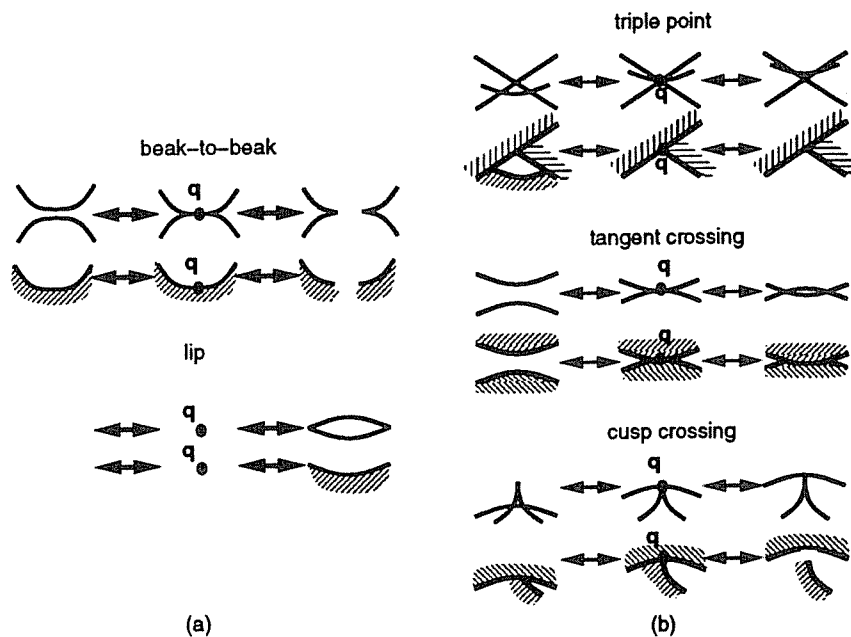 beak-to-beak
q
q
lip
q
q
(a)
triple point
q
q
tangent crossing
q
q
cusp crossing
q
q
(b)